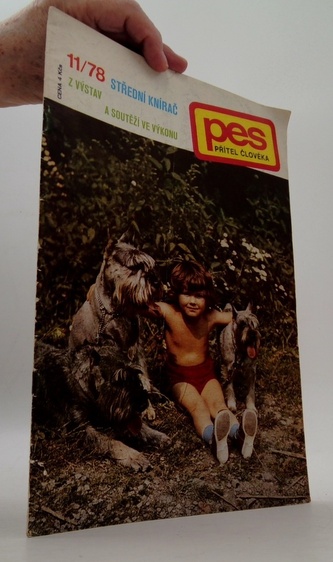 CENA 4 Kčs
11/78 STŘEDNÍ KNÍRAČ
Z VÝSTAV
A SOUTĚŽÍ VE VÝKONU
pes
PŘÍTEL ČLOVĚKA